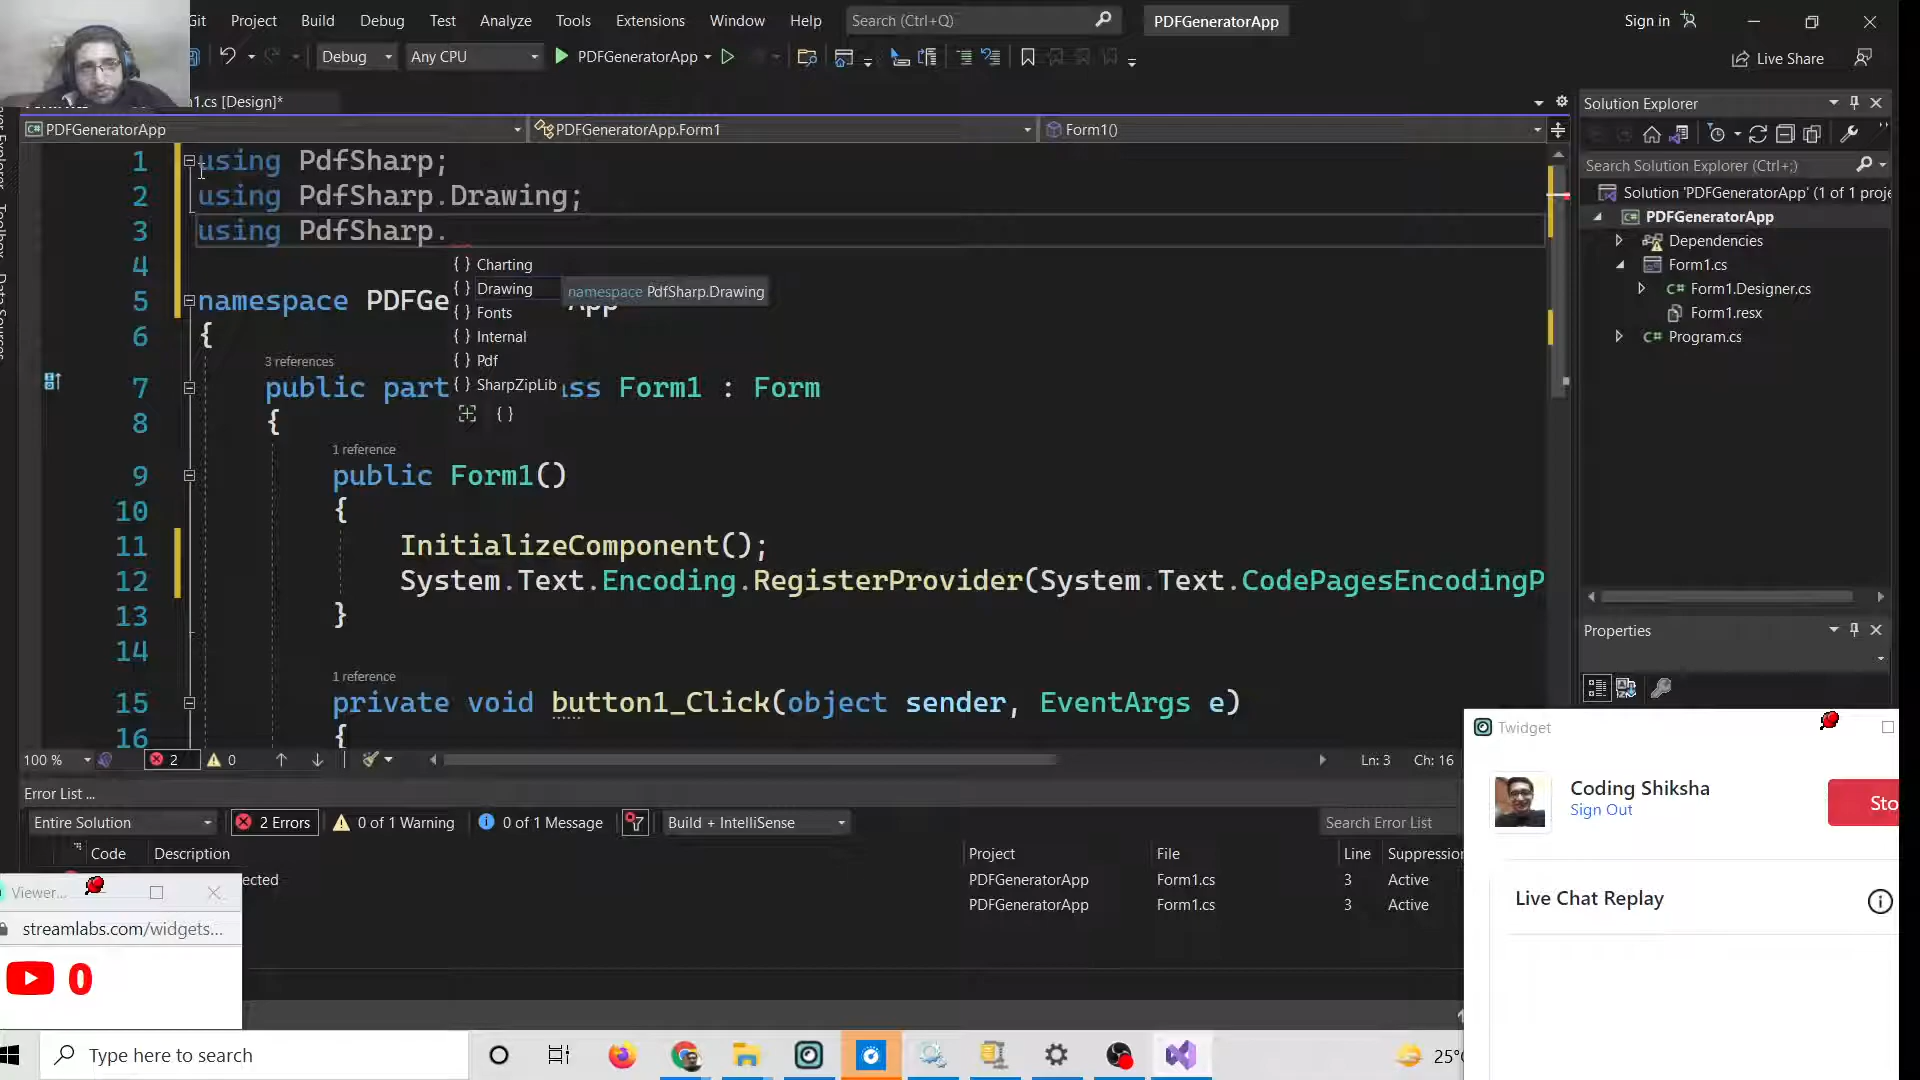 Git Project Build Debug Test Analyze Tools Extensions Window Help Search (Ctrl+Q) PDFGeneratorApp Sign in
Debug Any CPU PDFGeneratorApp Live Share
[Design]*
PDFGeneratorApp PDFGeneratorApp.Form1 Form1()
1 using PdfSharp;
2 using PdfSharp.Drawing;
3 using PdfSharp.
4
{ } Charting
{ } Drawing
namespace PdfSharp.Drawing
{ } Fonts
{ } Internal
{ } Pdf
{ } SharpZipLib
{ }
5 namespace PDFGe App
6 {
3 references
7 public part ss Form1 : Form
8 {
1 reference
9 public Form1()
10 {
11 InitializeComponent();
12 System.Text.Encoding.RegisterProvider(System.Text.CodePagesEncodingP
13 }
14
1 reference
15 private void button1_Click(object sender, EventArgs e)
16 {
100 % 2 0 Ln: 3 Ch: 16
Error List ...
Entire Solution 2 Errors 0 of 1 Warning 0 of 1 Message Build + IntelliSense Search Error List
Code Description Project File Line Suppression
ected PDFGeneratorApp Form1.cs 3 Active
PDFGeneratorApp Form1.cs 3 Active
Solution Explorer
Search Solution Explorer (Ctrl+;)
Solution 'PDFGeneratorApp' (1 of 1 proje
PDFGeneratorApp
Dependencies
Form1.cs
C# Form1.Designer.cs
Form1.resx
C# Program.cs
Properties
Twidget
Coding Shiksha
Sign Out
Sto
Live Chat Replay
Viewer...
streamlabs.com/widgets...
0
Type here to search
25°